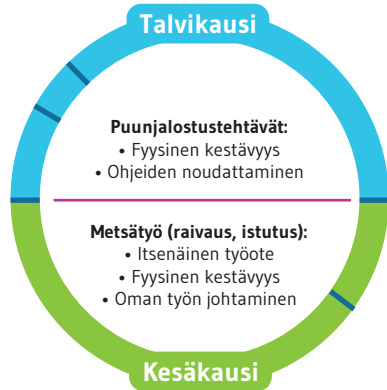 Talvikausi
Puunjalostustehtävät:
• Fyysinen kestävyys
• Ohjeiden noudattaminen
Metsätyö (raivaus, istutus):
• Itsenäinen työote
• Fyysinen kestävyys
• Oman työn johtaminen
Kesäkausi